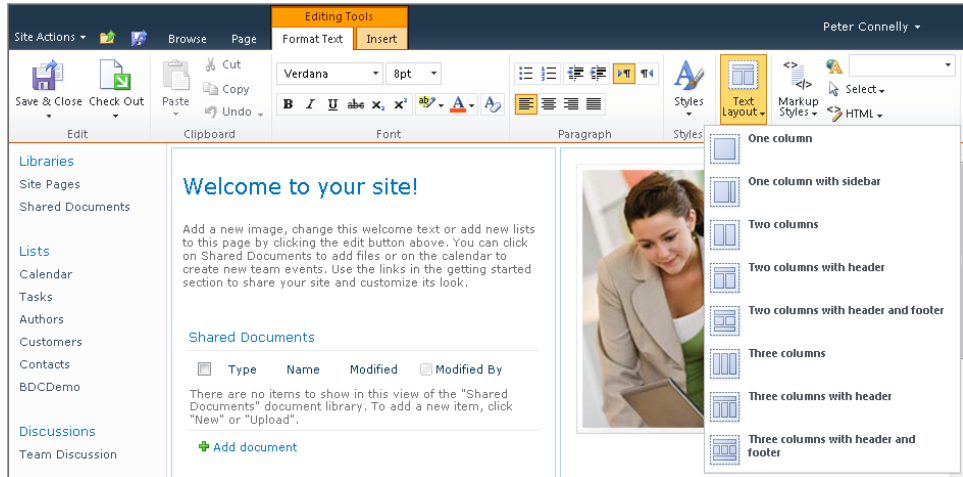 Editing Tools
Site Actions Browse Page Format Text Insert Peter Connelly
Save & Close Check Out
Paste
Cut
Copy
Undo
Verdana 8pt
B I U abc x₂ x² ab A A
Styles
Text Layout
Markup Styles
Select
HTML
Edit Clipboard Font Paragraph Styles
Libraries
Site Pages
Shared Documents
Lists
Calendar
Tasks
Authors
Customers
Contacts
BDCDemo
Discussions
Team Discussion
Welcome to your site!
Add a new image, change this welcome text or add new lists
to this page by clicking the edit button above. You can click
on Shared Documents to add files or on the calendar to
create new team events. Use the links in the getting started
section to share your site and customize its look.
Shared Documents
Type Name Modified Modified By
There are no items to show in this view of the "Shared
Documents" document library. To add a new item, click
"New" or "Upload".
Add document
One column
One column with sidebar
Two columns
Two columns with header
Two columns with header and footer
Three columns
Three columns with header
Three columns with header and
footer